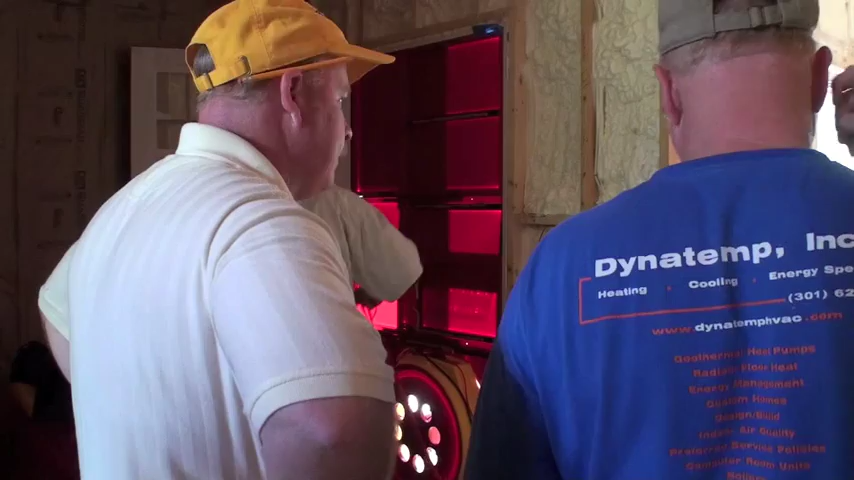 Dynatemp, Inc
Heating • Cooling • Energy Spe
(301) 62
www.dynatemphvac.com
Geothermal Heat Pumps
Radiant Floor Heat
Energy Management
Custom Homes
Design/Build
Indoor Air Quality
Preferred Service Policies
Computer Room Units
Boilers